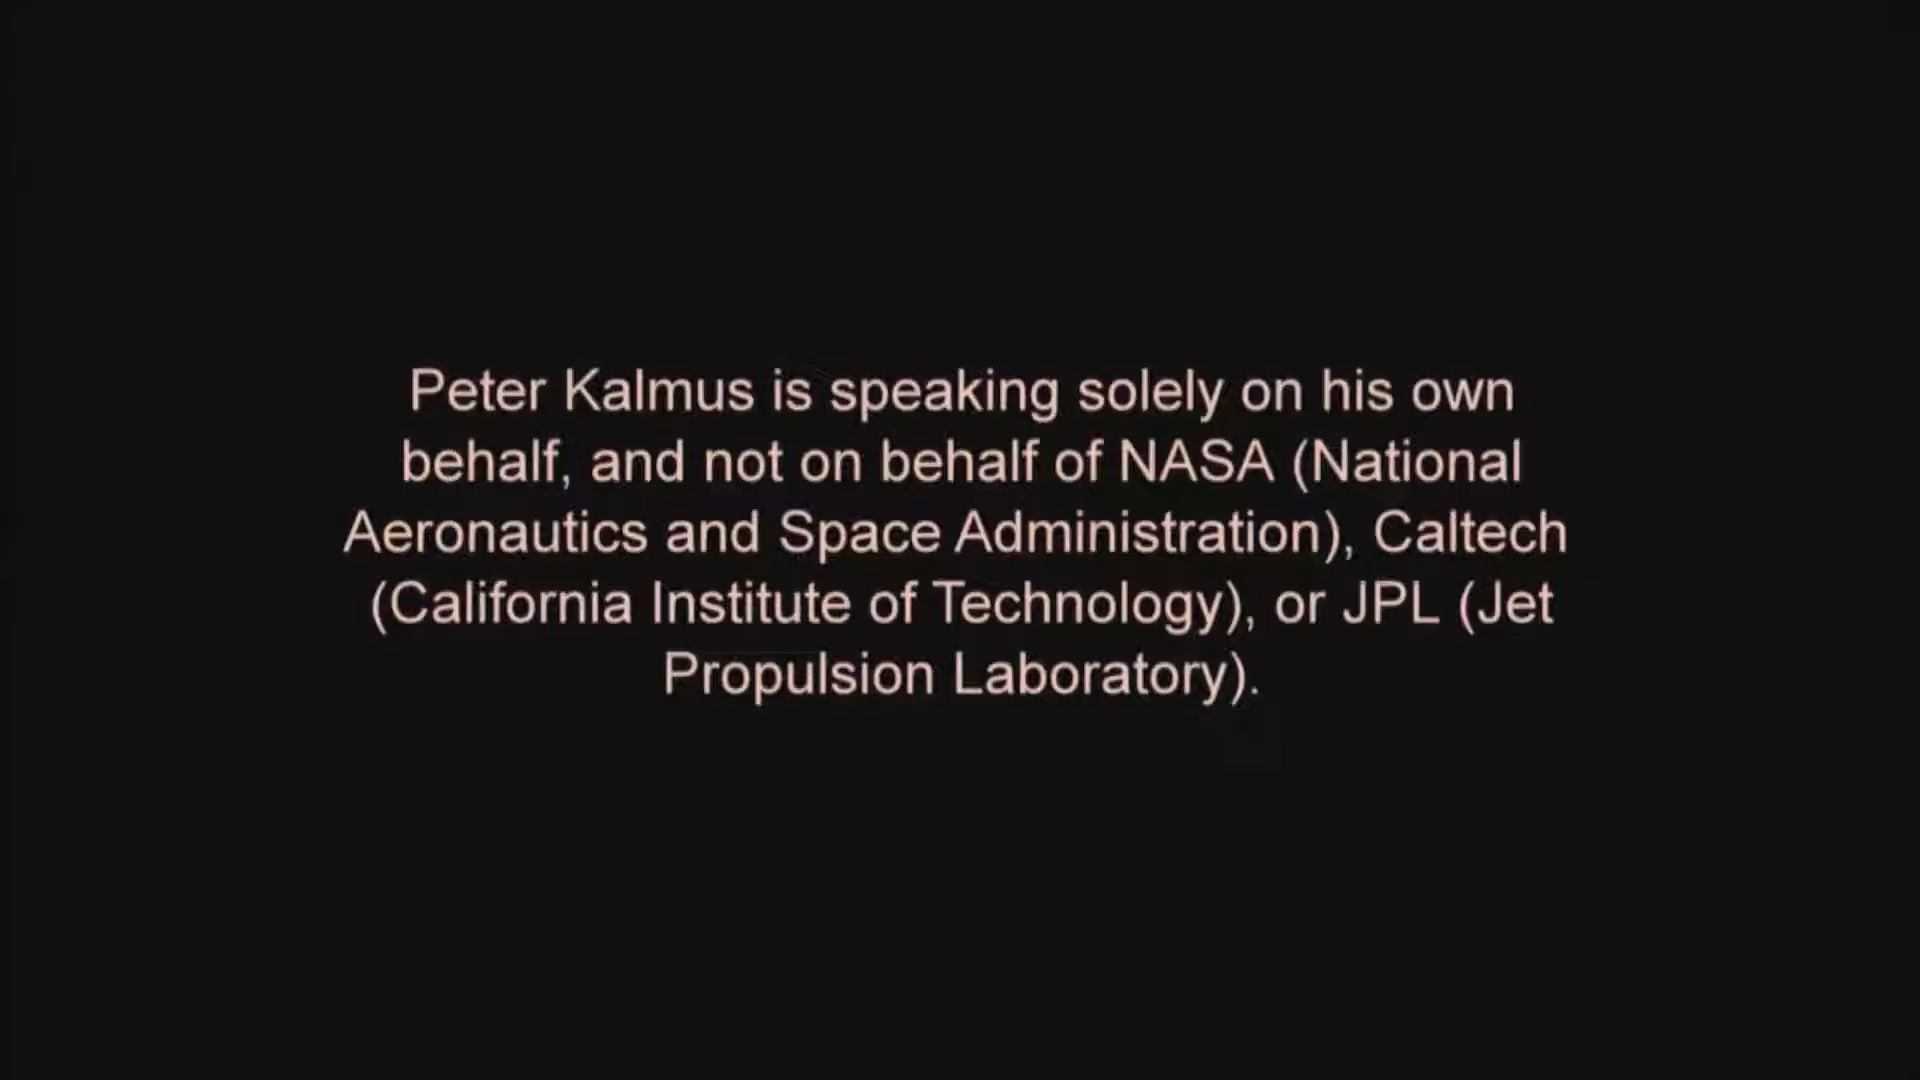 Peter Kalmus is speaking solely on his own
behalf, and not on behalf of NASA (National
Aeronautics and Space Administration), Caltech
(California Institute of Technology), or JPL (Jet
Propulsion Laboratory).